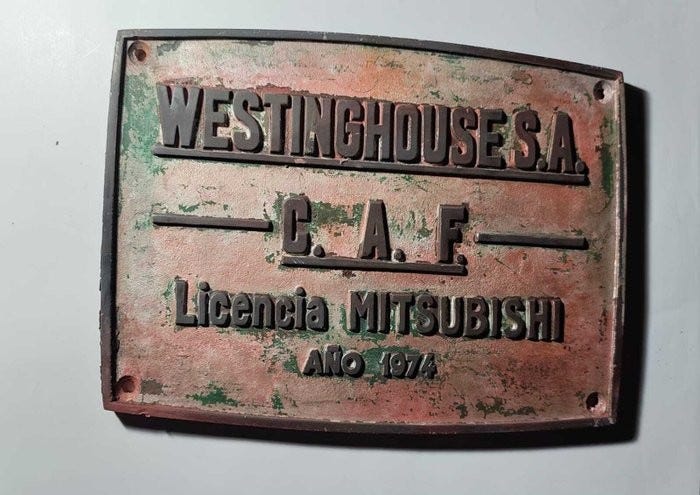 WESTINGHOUSE S.A.
C. A. F.
Licencia MITSUBISHI
AÑO 1974